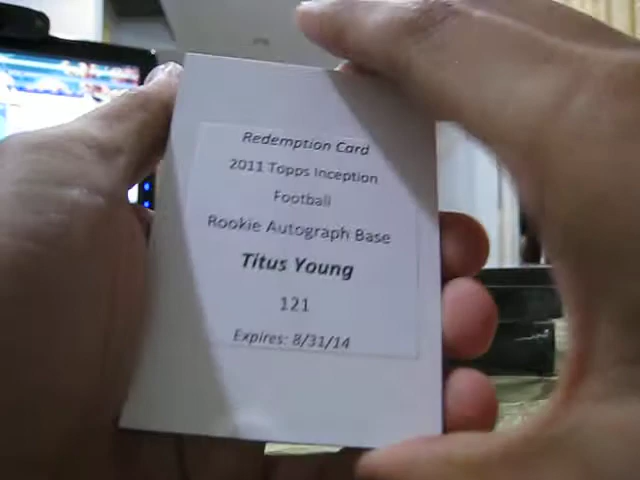 Redemption Card
2011 Topps Inception
Football
Rookie Autograph Base
Titus Young
121
Expires: 8/31/14